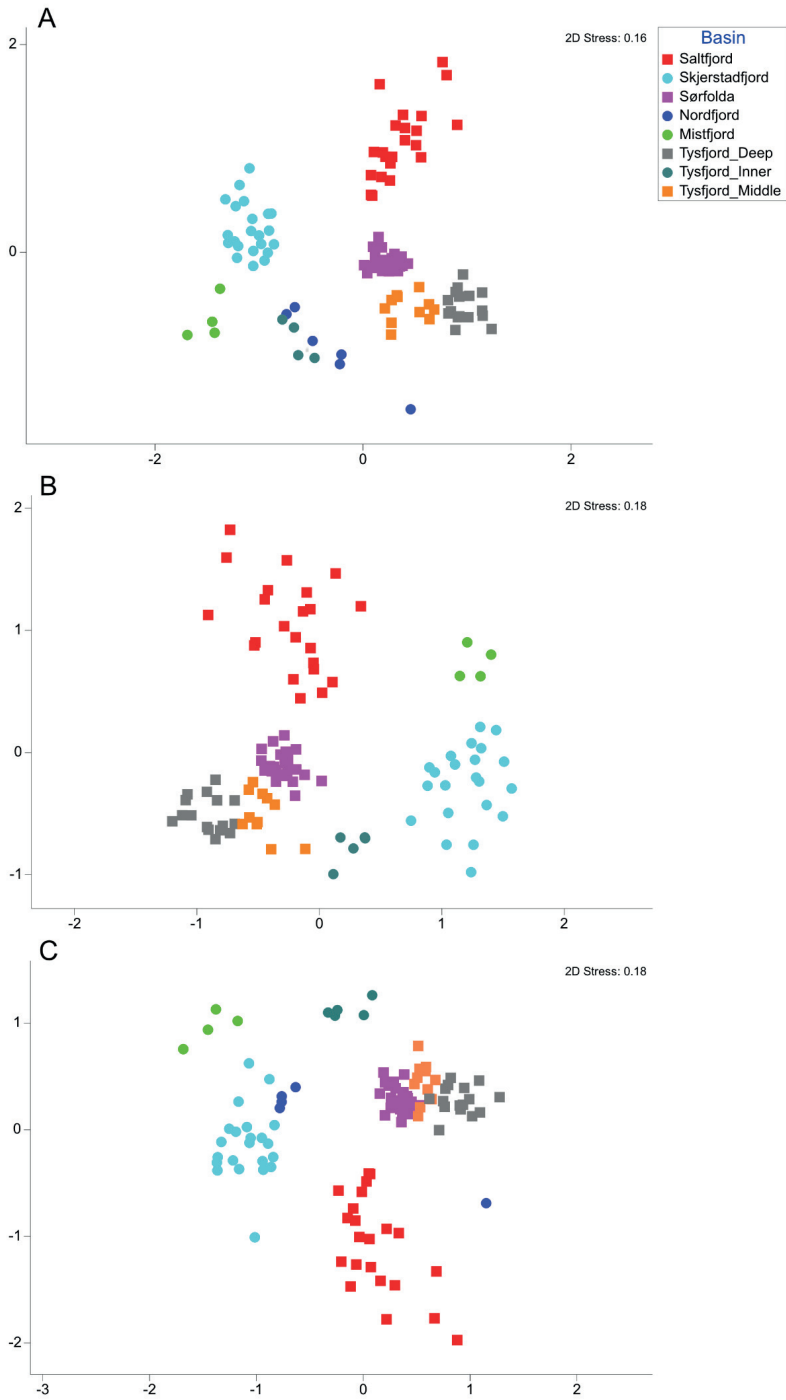 A
2D Stress: 0.16
Basin
Saltfjord
Skjerstadfjord
Sørfolda
Nordfjord
Mistfjord
Tysfjord_Deep
Tysfjord_Inner
Tysfjord_Middle
2
0
-2
0
2
B
2D Stress: 0.18
2
1
0
-1
-2
-1
0
1
2
C
2D Stress: 0.18
1
0
-1
-2
-3
-2
-1
0
1
2